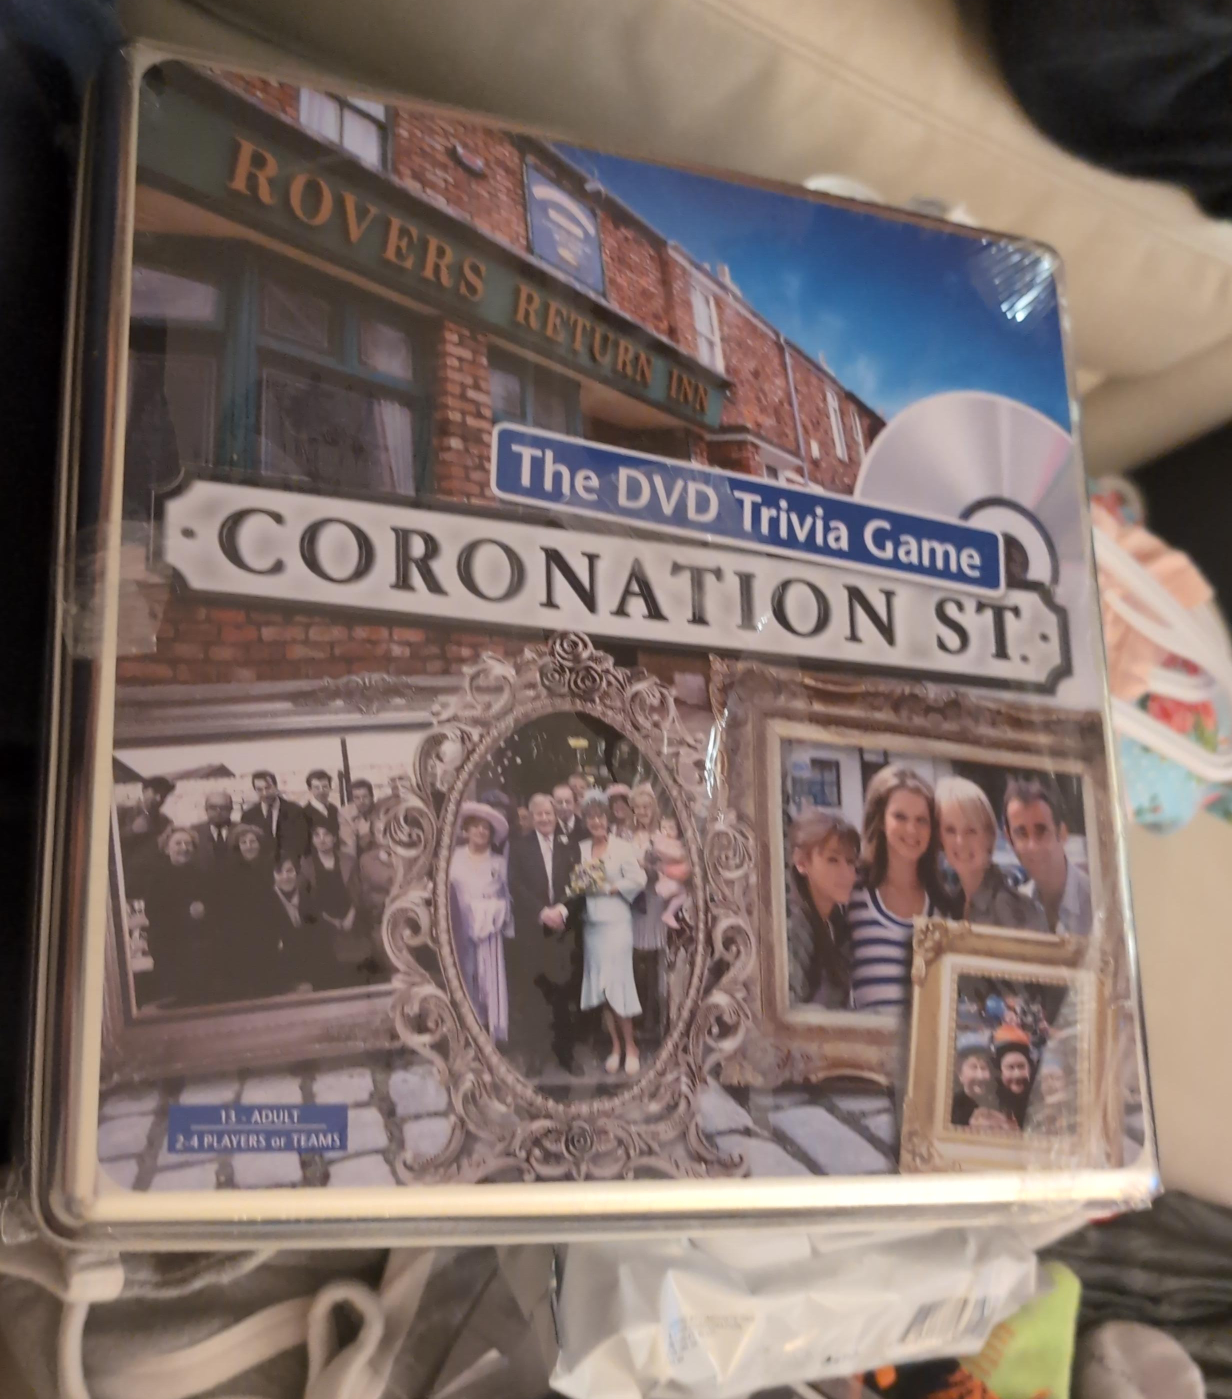 ROVERS RETURN INN
The DVD Trivia Game
· CORONATION ST. ·
13 - ADULT
2-4 PLAYERS or TEAMS